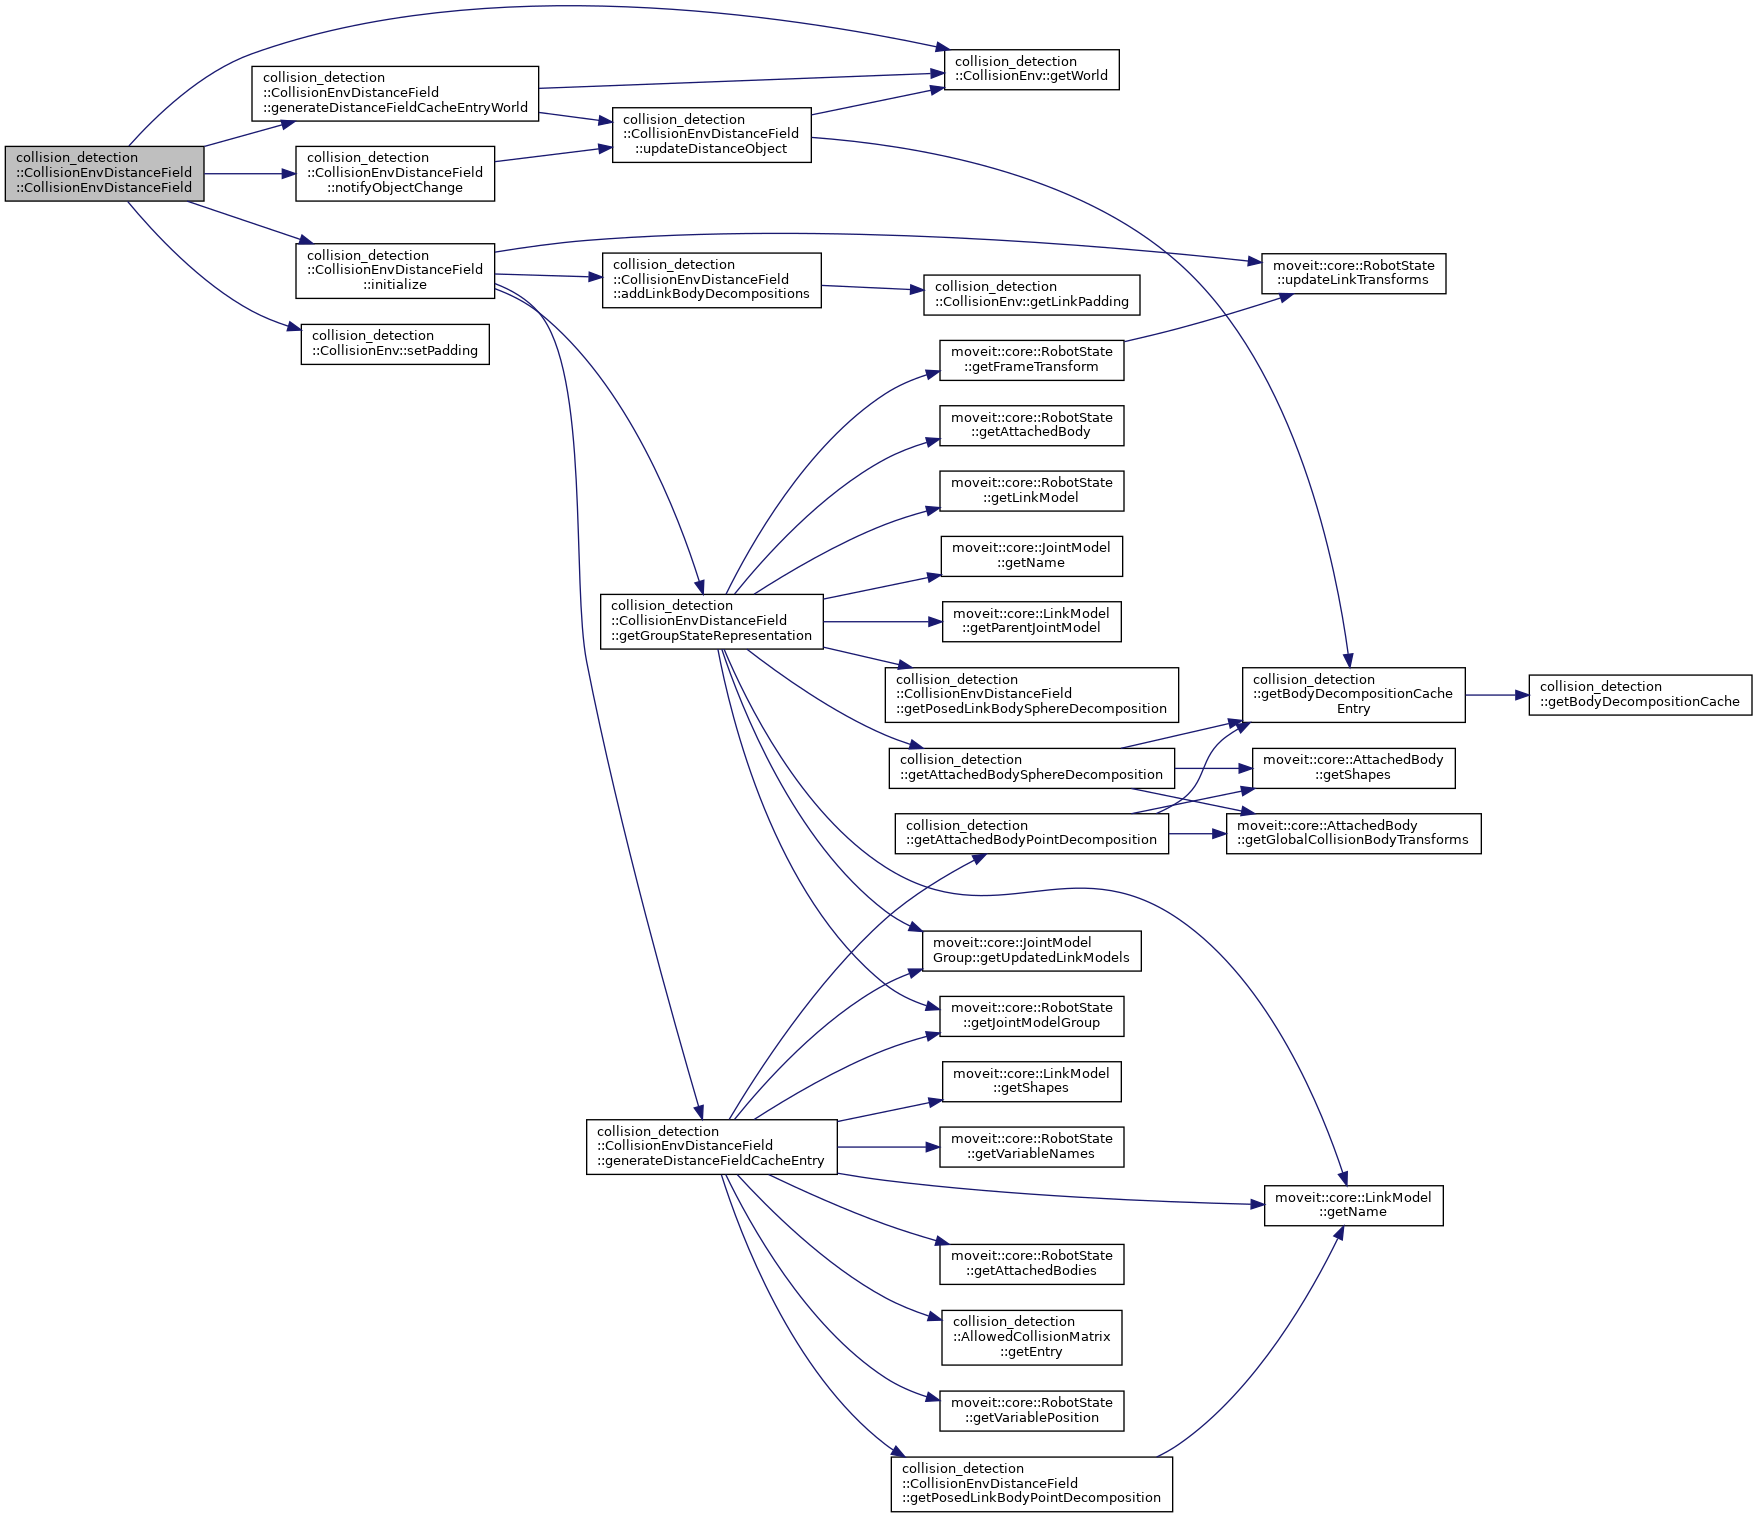 collision_detection
::CollisionEnv::getWorld
collision_detection
::CollisionEnvDistanceField
::generateDistanceFieldCacheEntryWorld
collision_detection
::CollisionEnvDistanceField
::updateDistanceObject
collision_detection
::CollisionEnvDistanceField
::CollisionEnvDistanceField
collision_detection
::CollisionEnvDistanceField
::notifyObjectChange
collision_detection
::CollisionEnvDistanceField
::initialize
collision_detection
::CollisionEnvDistanceField
::addLinkBodyDecompositions
collision_detection
::CollisionEnv::getLinkPadding
moveit::core::RobotState
::updateLinkTransforms
collision_detection
::CollisionEnv::setPadding
moveit::core::RobotState
::getFrameTransform
moveit::core::RobotState
::getAttachedBody
moveit::core::RobotState
::getLinkModel
moveit::core::JointModel
::getName
collision_detection
::CollisionEnvDistanceField
::getGroupStateRepresentation
moveit::core::LinkModel
::getParentJointModel
collision_detection
::CollisionEnvDistanceField
::getPosedLinkBodySphereDecomposition
collision_detection
::getBodyDecompositionCache
Entry
collision_detection
::getBodyDecompositionCache
collision_detection
::getAttachedBodySphereDecomposition
moveit::core::AttachedBody
::getShapes
collision_detection
::getAttachedBodyPointDecomposition
moveit::core::AttachedBody
::getGlobalCollisionBodyTransforms
moveit::core::JointModel
Group::getUpdatedLinkModels
moveit::core::RobotState
::getJointModelGroup
moveit::core::LinkModel
::getShapes
collision_detection
::CollisionEnvDistanceField
::generateDistanceFieldCacheEntry
moveit::core::RobotState
::getVariableNames
moveit::core::LinkModel
::getName
moveit::core::RobotState
::getAttachedBodies
collision_detection
::AllowedCollisionMatrix
::getEntry
moveit::core::RobotState
::getVariablePosition
collision_detection
::CollisionEnvDistanceField
::getPosedLinkBodyPointDecomposition